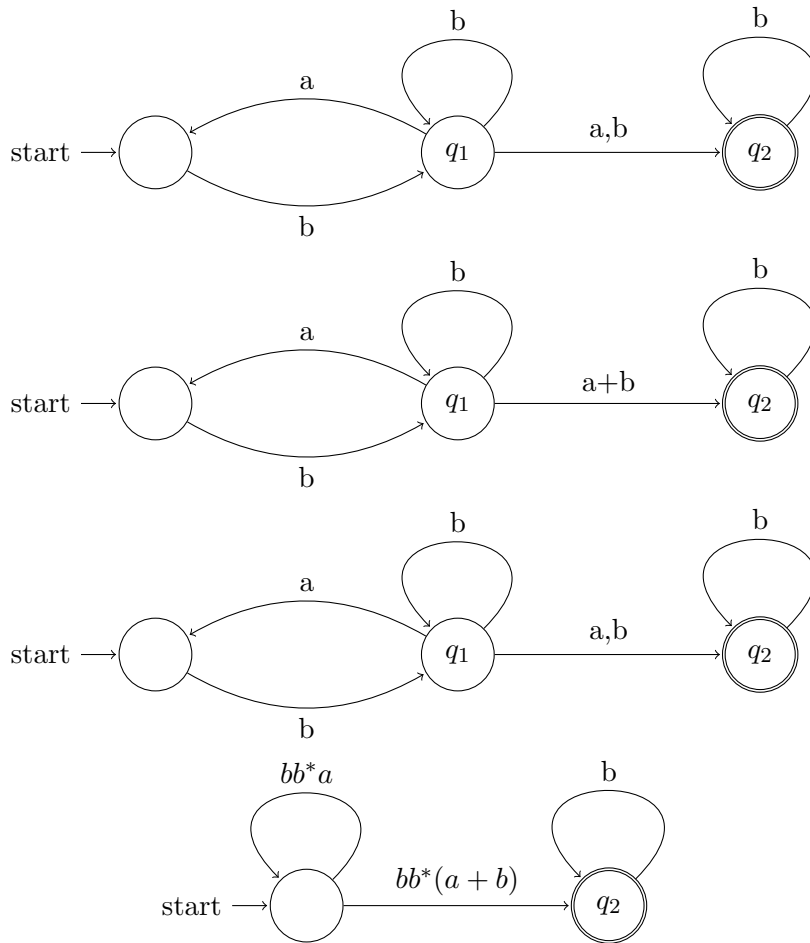 b b
a
a,b
start q₁ q₂
b
b b
a
a+b
start q₁ q₂
b
b b
a
a,b
start q₁ q₂
b
bb*a b
bb*(a + b)
start q₂